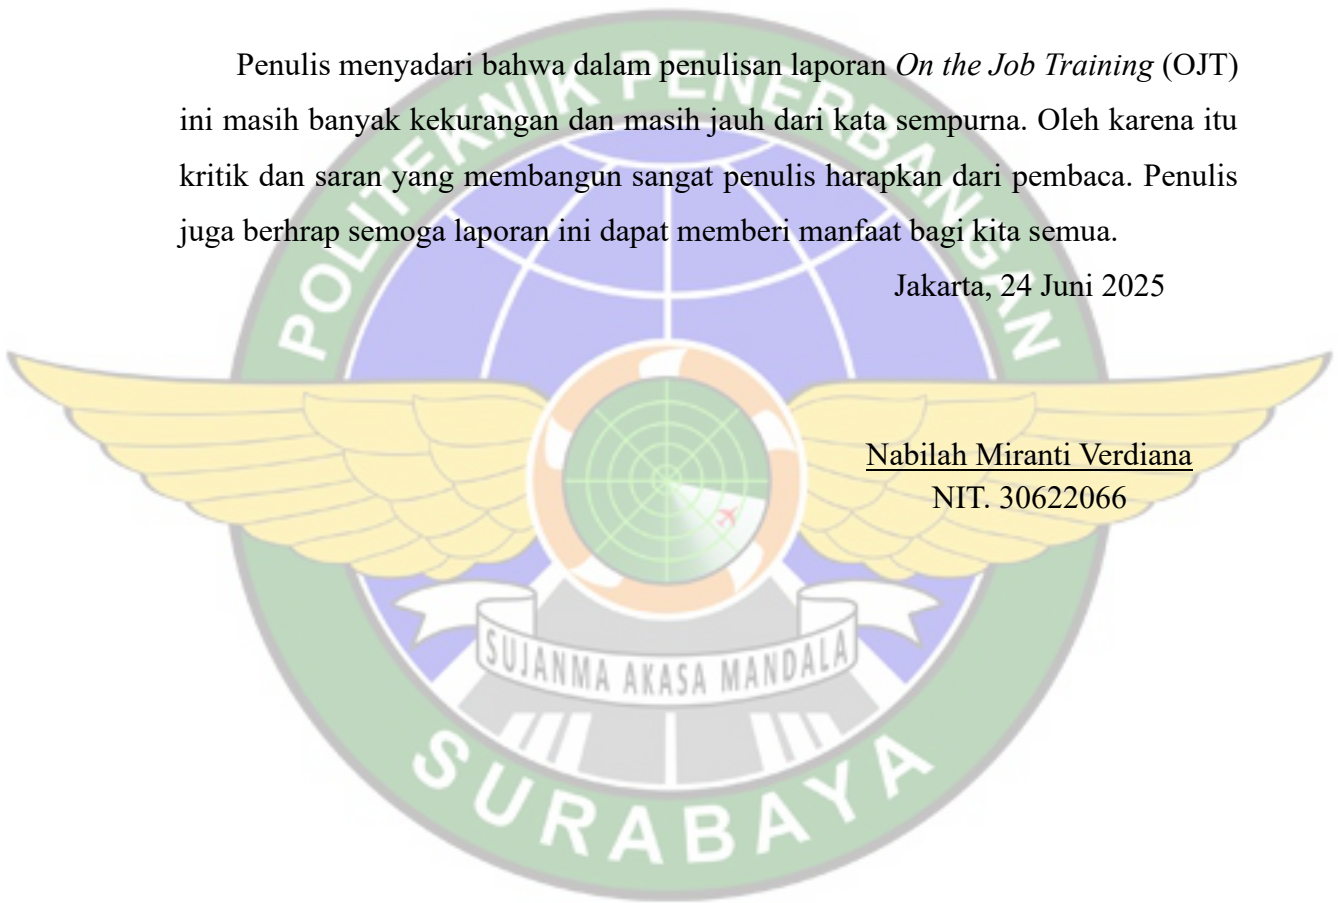 Penulis menyadari bahwa dalam penulisan laporan On the Job Training (OJT)
ini masih banyak kekurangan dan masih jauh dari kata sempurna. Oleh karena itu
kritik dan saran yang membangun sangat penulis harapkan dari pembaca. Penulis
juga berhrap semoga laporan ini dapat memberi manfaat bagi kita semua.
Jakarta, 24 Juni 2025
Nabilah Miranti Verdiana
NIT. 30622066
POLITEKNIK PENERBANGAN
SUJANMA AKASA MANDALA
SURABAYA